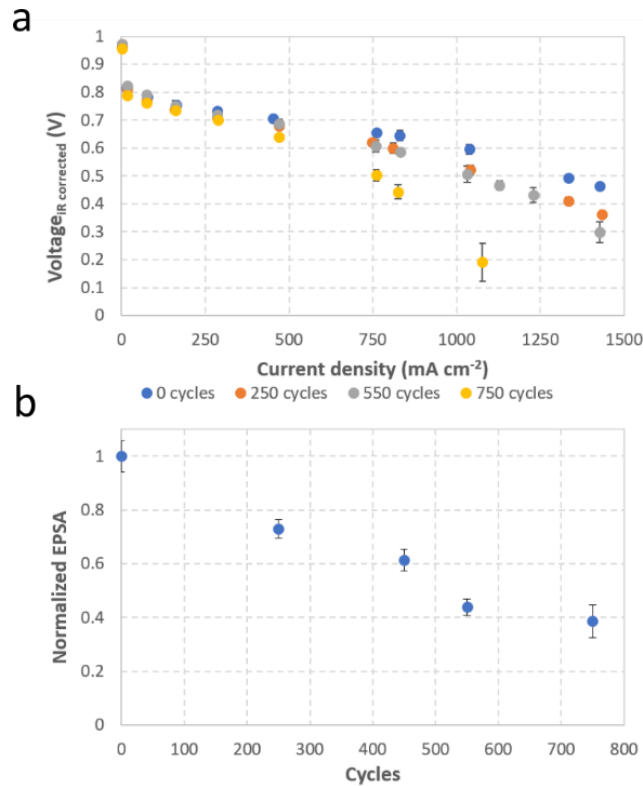 a
1
0.9
0.8
0.7
0.6
0.5
0.4
0.3
0.2
0.1
0
Voltage IR corrected (V)
0 250 500 750 1000 1250 1500
Current density (mA cm⁻²)
0 cycles 250 cycles 550 cycles 750 cycles
b
1
0.8
0.6
0.4
0.2
0
Normalized EPSA
0 100 200 300 400 500 600 700 800
Cycles